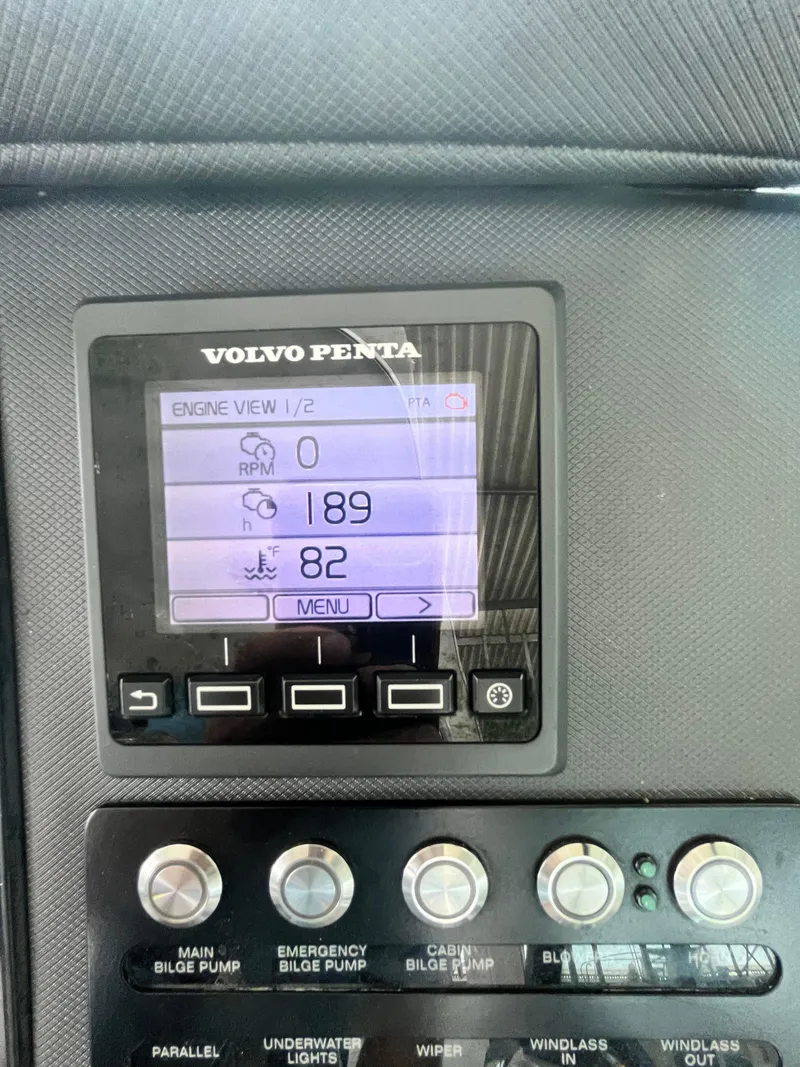 VOLVO PENTA
ENGINE VIEW 1/2 PTA
RPM 0
h 189
°F 82
MENU >
MAIN BILGE PUMP
EMERGENCY BILGE PUMP
CABIN BILGE PUMP
PARALLEL
UNDERWATER LIGHTS
WIPER
WINDLASS IN
WINDLASS OUT